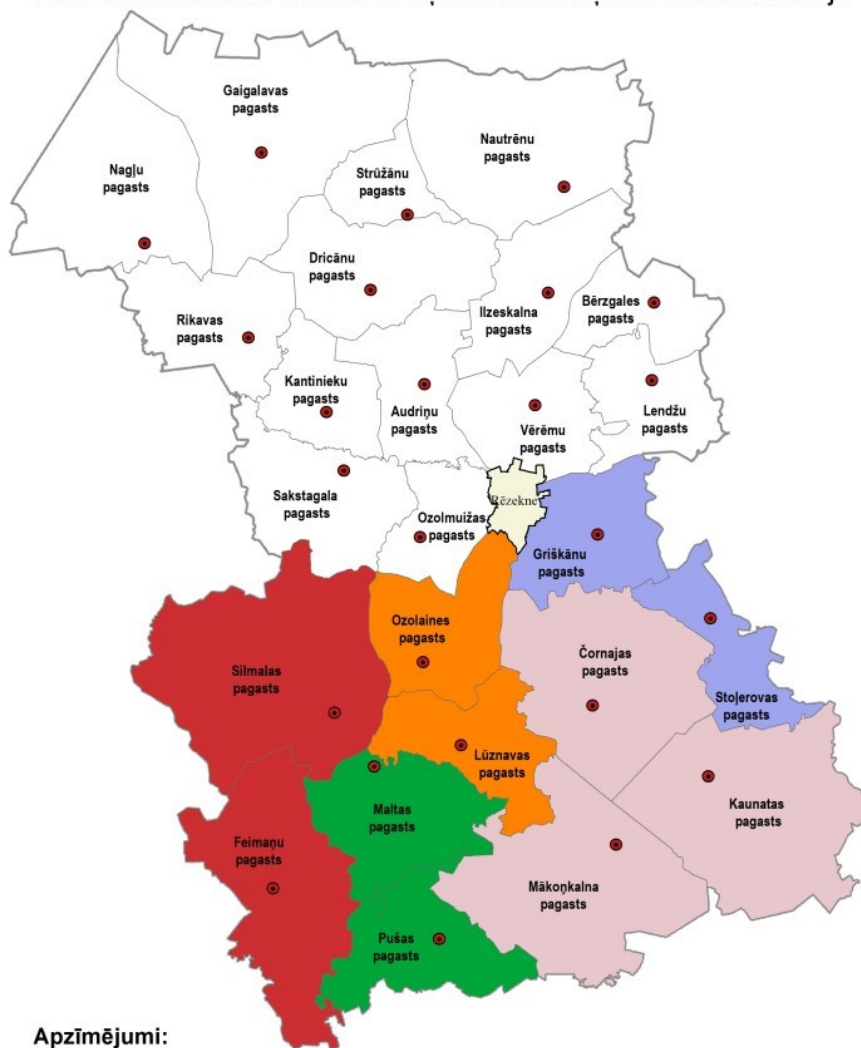 Gaigalavas
pagasts
Nautrēnu
pagasts
Nagļu
pagasts
Strūžānu
pagasts
Dricānu
pagasts
Ilzeskalna
pagasts
Bērzgales
pagasts
Rikavas
pagasts
Kantinieku
pagasts
Audriņu
pagasts
Vērēmu
pagasts
Lendžu
pagasts
Sakstagala
pagasts
Ozolmuižas
pagasts
Rēzekne
Griškānu
pagasts
Ozolaines
pagasts
Čornajas
pagasts
Silmalas
pagasts
Stoļerovas
pagasts
Lūznavas
pagasts
Kaunatas
pagasts
Maltas
pagasts
Feimaņu
pagasts
Mākoņkalna
pagasts
Pušas
pagasts
Apzīmējumi: